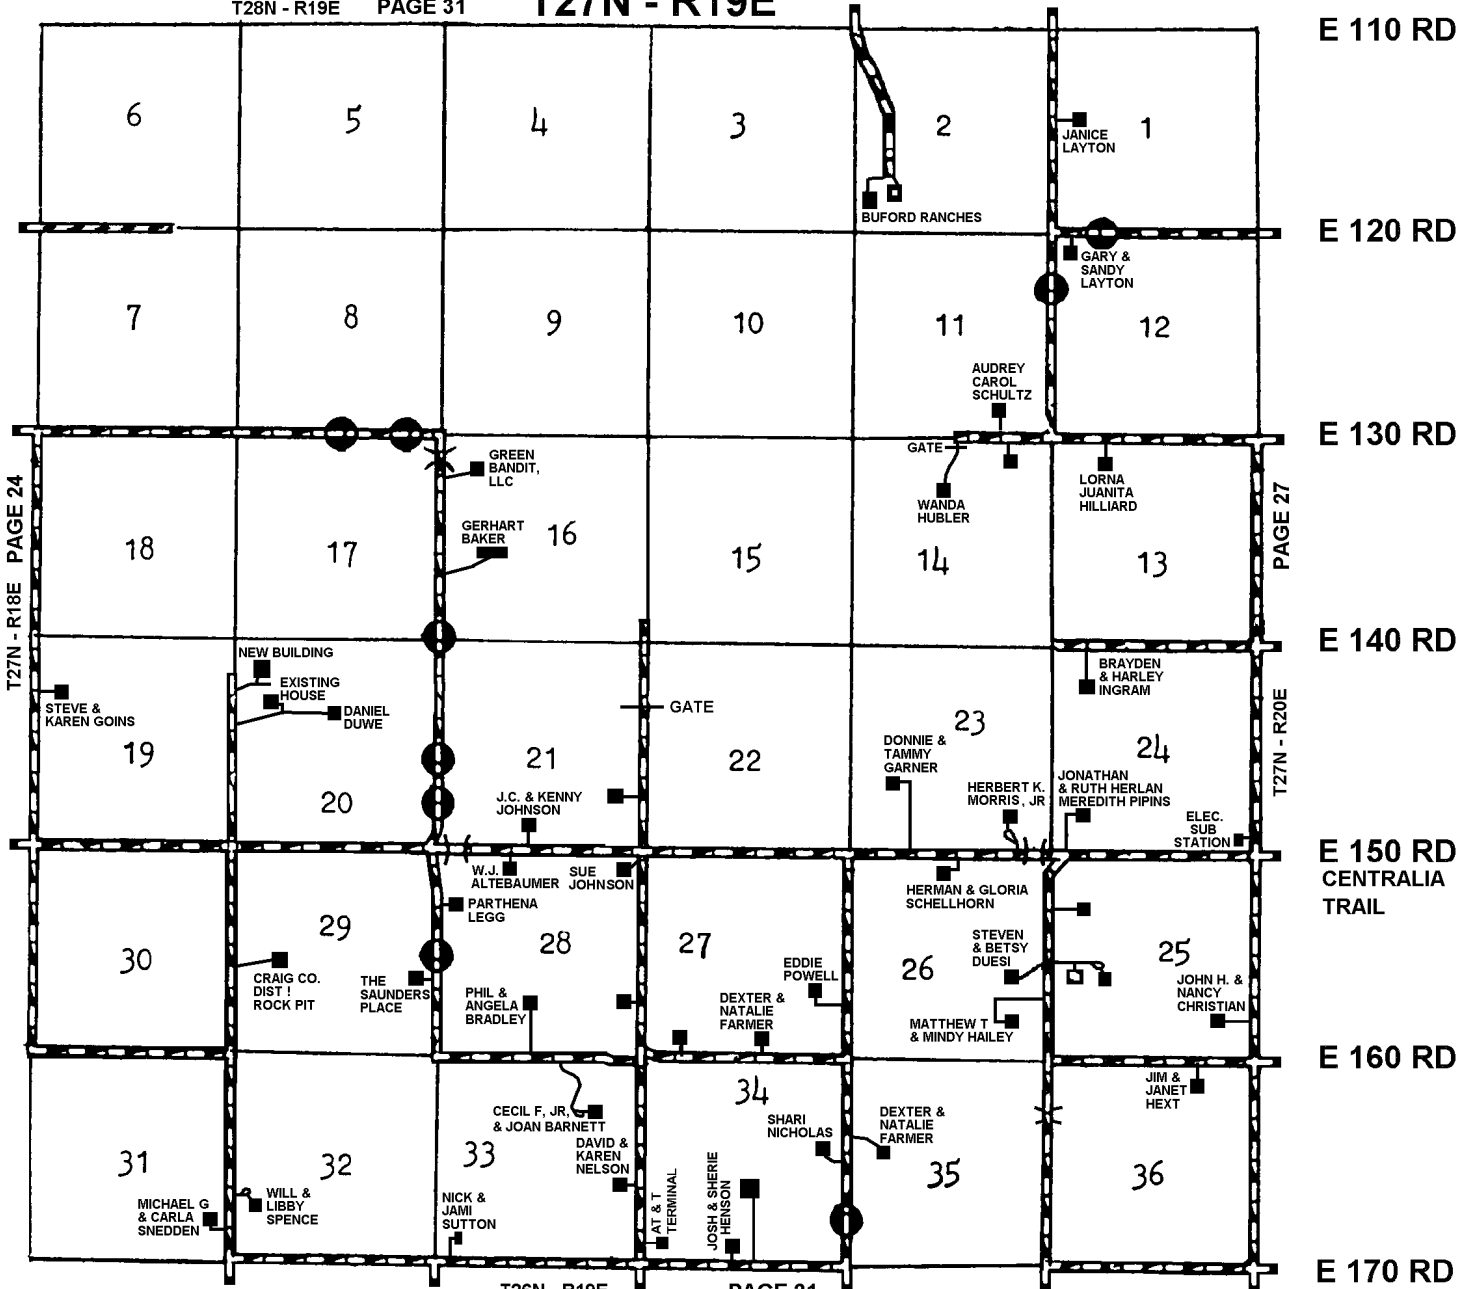 T28N - R19E PAGE 31 T27N - R19E
E 110 RD
6 5 4 3 2 1
JANICE
LAYTON
BUFORD RANCHES
E 120 RD
GARY &
SANDY
LAYTON
7 8 9 10 11 12
AUDREY
CAROL
SCHULTZ
E 130 RD
GATE
GREEN
BANDIT,
LLC
WANDA
HUBLER
LORNA
JUANITA
HILLIARD
T27N - R18E PAGE 24
PAGE 27
GERHART
BAKER
18 17 16 15 14 13
E 140 RD
NEW BUILDING
EXISTING
HOUSE
DANIEL
DUWE
STEVE &
KAREN GOINS
GATE
BRAYDEN
& HARLEY
INGRAM
T27N - R20E
19 20 21 22 23 24
DONNIE &
TAMMY
GARNER
J.C. & KENNY
JOHNSON
HERBERT K.
MORRIS, JR
JONATHAN
& RUTH HERLAN
MEREDITH PIPINS
ELEC.
SUB
STATION
E 150 RD
CENTRALIA
TRAIL
W.J.
ALTEBAUMER
SUE
JOHNSON
HERMAN & GLORIA
SCHELLHORN
PARTHENA
LEGG
30 29 28 27 26 25
STEVEN
& BETSY
DUESI
CRAIG CO.
DIST !
ROCK PIT
THE
SAUNDERS
PLACE
PHIL &
ANGELA
BRADLEY
EDDIE
POWELL
DEXTER &
NATALIE
FARMER
MATTHEW T
& MINDY HAILEY
JOHN H. &
NANCY
CHRISTIAN
E 160 RD
JIM &
JANET
HEXT
CECIL F, JR,
& JOAN BARNETT
SHARI
NICHOLAS
DEXTER &
NATALIE
FARMER
DAVID &
KAREN
NELSON
31 32 33 34 35 36
MICHAEL G
& CARLA
SNEDDEN
WILL &
LIBBY
SPENCE
NICK &
JAMI
SUTTON
AT & T
TERMINAL
JOSH & SHERIE
HENSON
E 170 RD
T26N - R19E PAGE 21